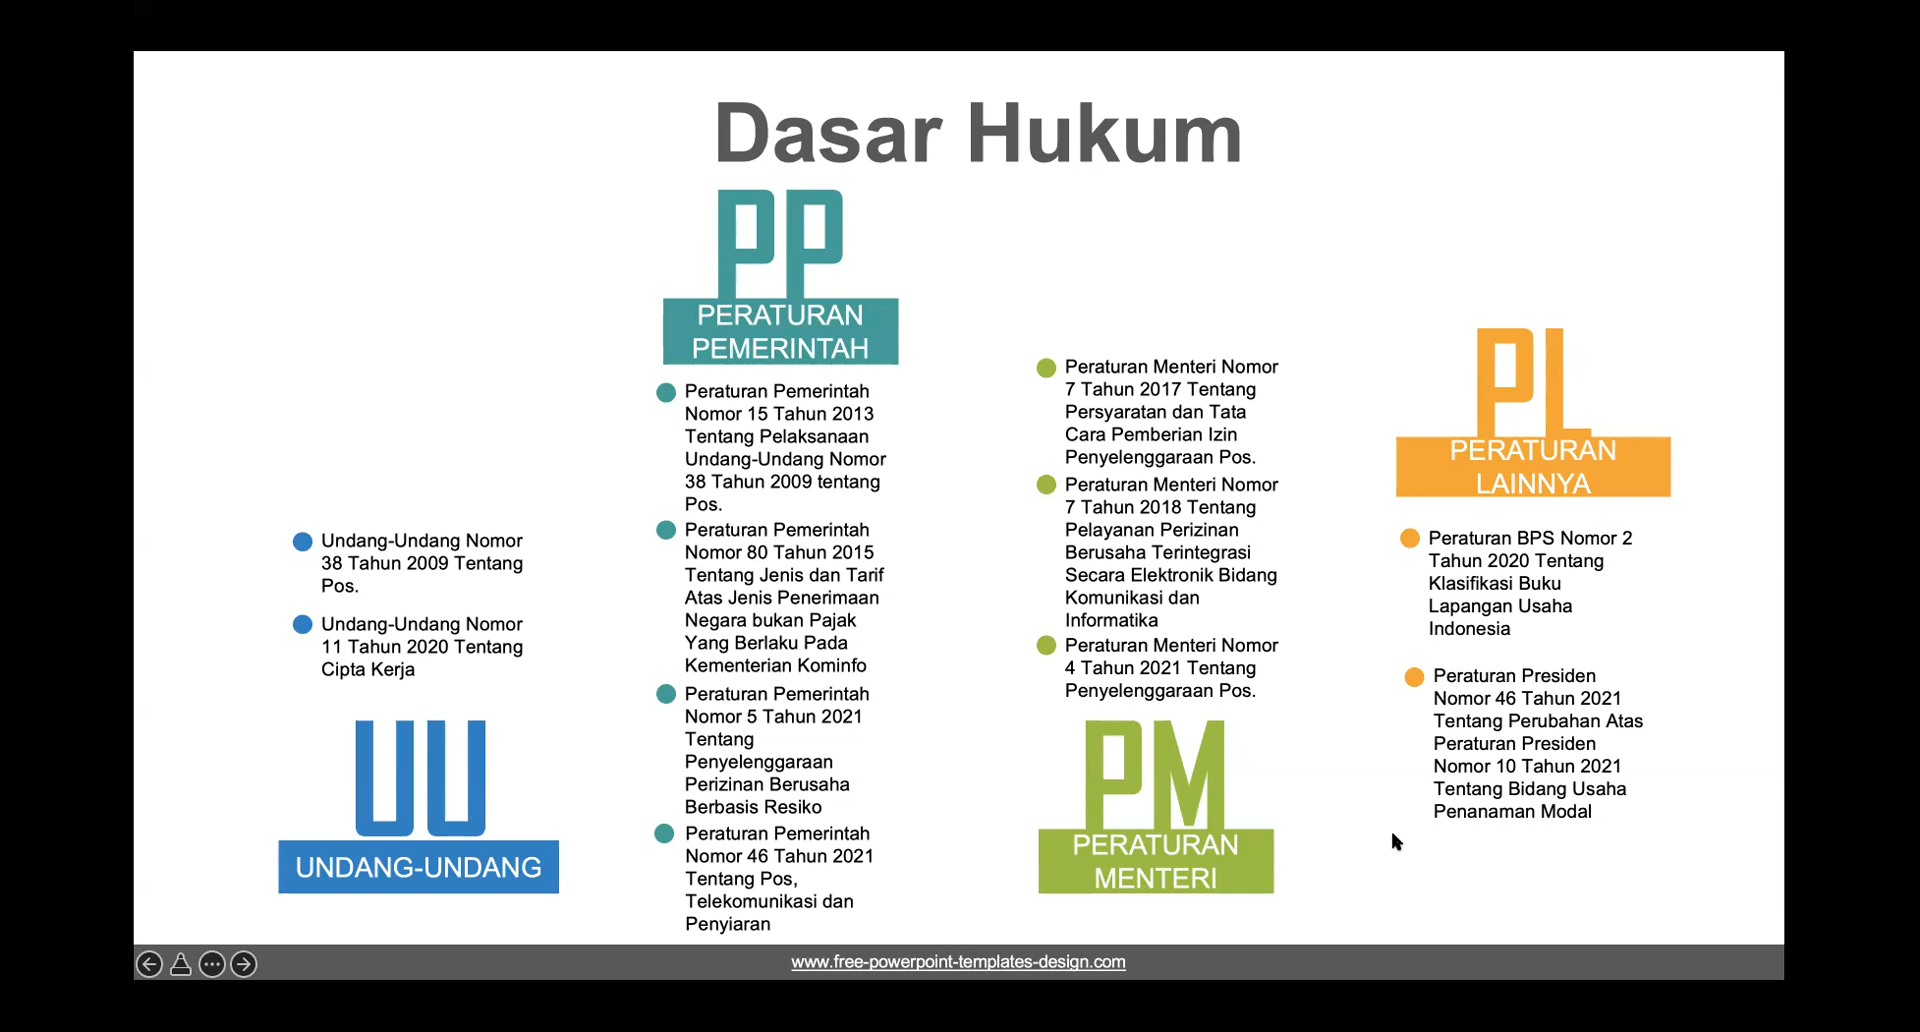 Dasar Hukum
UU
UNDANG-UNDANG
Undang-Undang Nomor
38 Tahun 2009 Tentang
Pos.
Undang-Undang Nomor
11 Tahun 2020 Tentang
Cipta Kerja
PP
PERATURAN
PEMERINTAH
Peraturan Pemerintah
Nomor 15 Tahun 2013
Tentang Pelaksanaan
Undang-Undang Nomor
38 Tahun 2009 tentang
Pos.
Peraturan Pemerintah
Nomor 80 Tahun 2015
Tentang Jenis dan Tarif
Atas Jenis Penerimaan
Negara bukan Pajak
Yang Berlaku Pada
Kementerian Kominfo
Peraturan Pemerintah
Nomor 5 Tahun 2021
Tentang
Penyelenggaraan
Perizinan Berusaha
Berbasis Resiko
Peraturan Pemerintah
Nomor 46 Tahun 2021
Tentang Pos,
Telekomunikasi dan
Penyiaran
Peraturan Menteri Nomor
7 Tahun 2017 Tentang
Persyaratan dan Tata
Cara Pemberian Izin
Penyelenggaraan Pos.
Peraturan Menteri Nomor
7 Tahun 2018 Tentang
Pelayanan Perizinan
Berusaha Terintegrasi
Secara Elektronik Bidang
Komunikasi dan
Informatika
Peraturan Menteri Nomor
4 Tahun 2021 Tentang
Penyelenggaraan Pos.
PM
PERATURAN
MENTERI
PL
PERATURAN
LAINNYA
Peraturan BPS Nomor 2
Tahun 2020 Tentang
Klasifikasi Buku
Lapangan Usaha
Indonesia
Peraturan Presiden
Nomor 46 Tahun 2021
Tentang Perubahan Atas
Peraturan Presiden
Nomor 10 Tahun 2021
Tentang Bidang Usaha
Penanaman Modal
www.free-powerpoint-templates-design.com